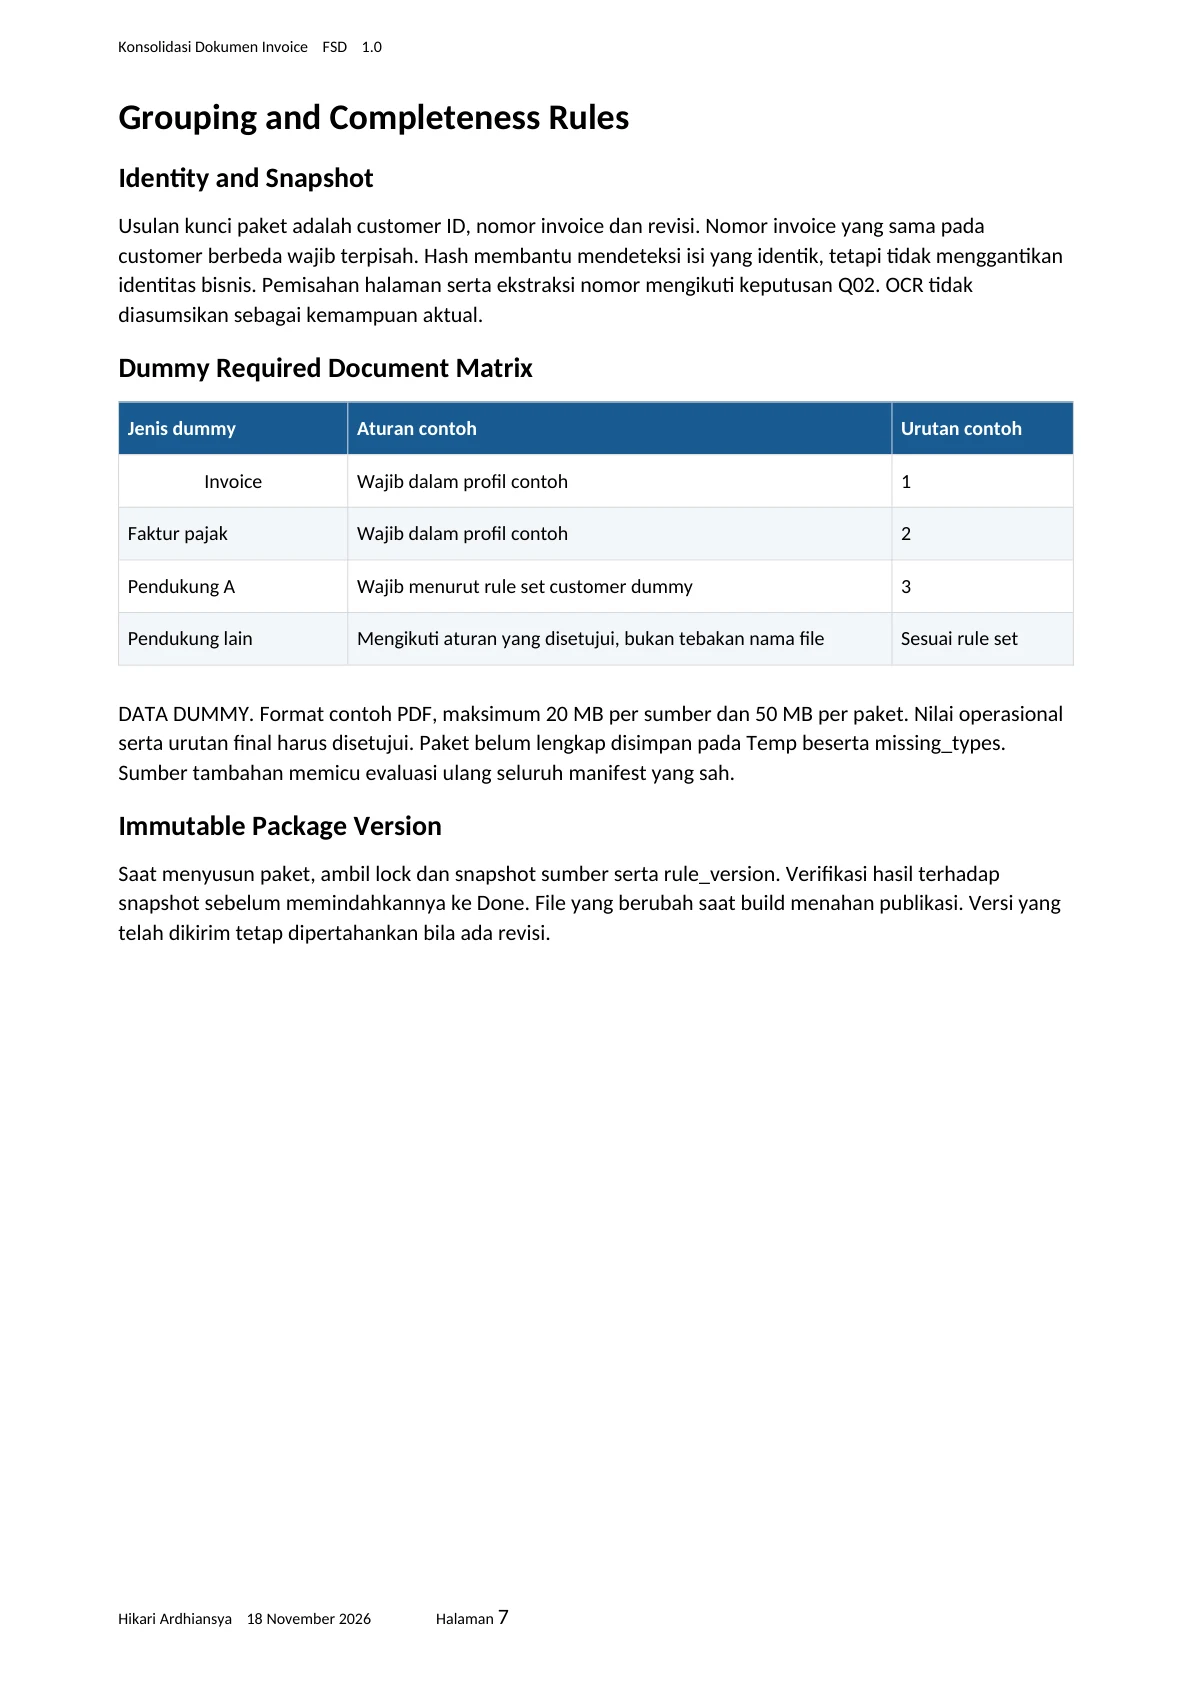 Konsolidasi Dokumen Invoice FSD 1.0
Grouping and Completeness Rules
Identity and Snapshot
Usulan kunci paket adalah customer ID, nomor invoice dan revisi. Nomor invoice yang sama pada
customer berbeda wajib terpisah. Hash membantu mendeteksi isi yang identik, tetapi tidak menggantikan
identitas bisnis. Pemisahan halaman serta ekstraksi nomor mengikuti keputusan Q02. OCR tidak
diasumsikan sebagai kemampuan aktual.
Dummy Required Document Matrix
Jenis dummy Aturan contoh Urutan contoh
Invoice Wajib dalam profil contoh 1
Faktur pajak Wajib dalam profil contoh 2
Pendukung A Wajib menurut rule set customer dummy 3
Pendukung lain Mengikuti aturan yang disetujui, bukan tebakan nama file Sesuai rule set
DATA DUMMY. Format contoh PDF, maksimum 20 MB per sumber dan 50 MB per paket. Nilai operasional
serta urutan final harus disetujui. Paket belum lengkap disimpan pada Temp beserta missing_types.
Sumber tambahan memicu evaluasi ulang seluruh manifest yang sah.
Immutable Package Version
Saat menyusun paket, ambil lock dan snapshot sumber serta rule_version. Verifikasi hasil terhadap
snapshot sebelum memindahkannya ke Done. File yang berubah saat build menahan publikasi. Versi yang
telah dikirim tetap dipertahankan bila ada revisi.
Hikari Ardhiansya 18 November 2026 Halaman 7